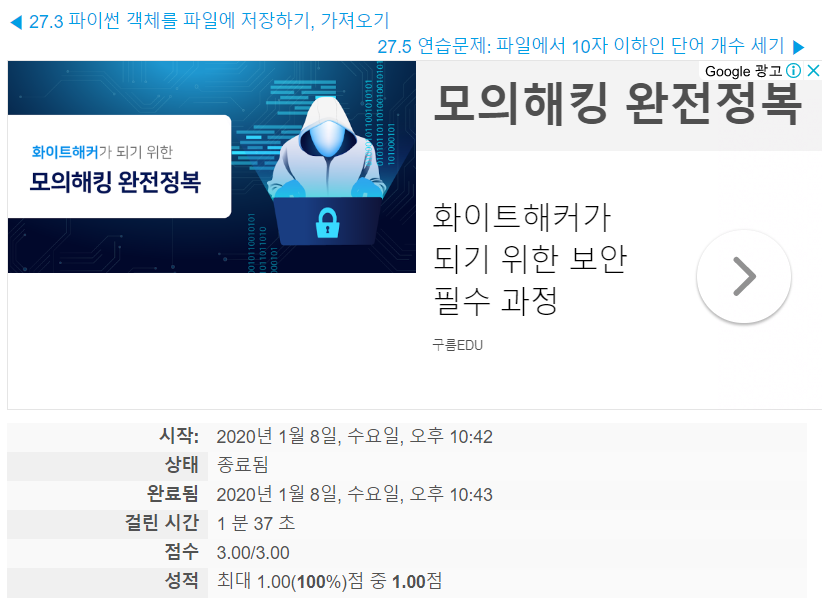 ◀ 27.3 파이썬 객체를 파일에 저장하기, 가져오기
27.5 연습문제: 파일에서 10자 이하인 단어 개수 세기 ▶
Google 광고
화이트해커가 되기 위한
모의해킹 완전정복
모의해킹 완전정복
화이트해커가
되기 위한 보안
필수 과정
구름EDU
시작: 2020년 1월 8일, 수요일, 오후 10:42
상태 종료됨
완료됨 2020년 1월 8일, 수요일, 오후 10:43
걸린 시간 1 분 37 초
점수 3.00/3.00
성적 최대 1.00(100%)점 중 1.00점